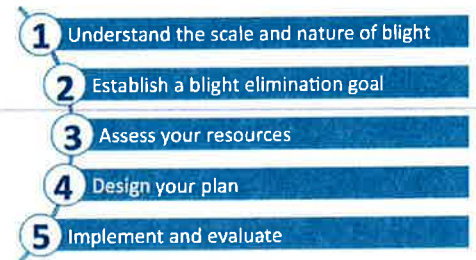 1 Understand the scale and nature of blight
2 Establish a blight elimination goal
3 Assess your resources
4 Design your plan
5 Implement and evaluate